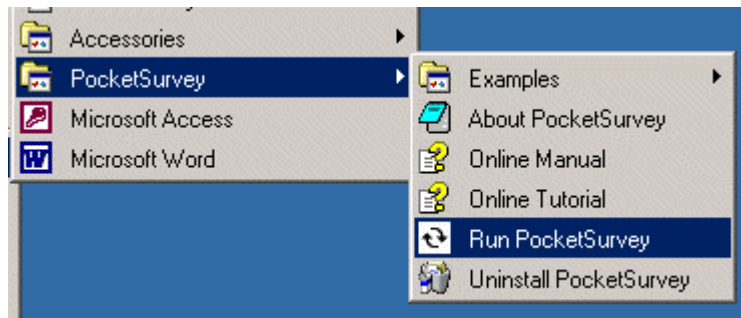 Accessories
PocketSurvey
Microsoft Access
Microsoft Word
Examples
About PocketSurvey
Online Manual
Online Tutorial
Run PocketSurvey
Uninstall PocketSurvey